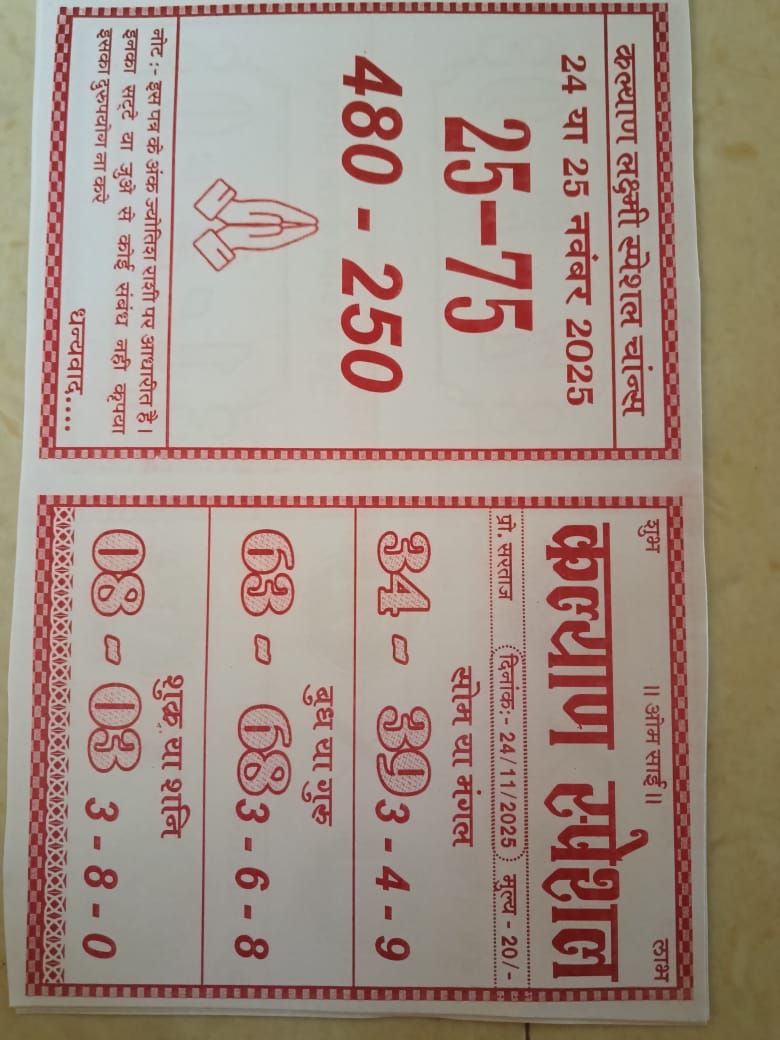 कल्याण लक्ष्मी स्पेशल चांन्स
24 या 25 नवंबर 2025
25-75
480 - 250
नोट :- इस पत्र के अंक ज्योतिश राशी पर आधारित है।
इनका सट्टे या जुओ से कोई संबंध नही कृपया
इसका दुरुपयोग ना करे
धन्यवाद....
शुभ ॥ ओम साई ॥ लाभ
कल्याण स्पेशल
प्रो. सरताज दिनांक:- 24/11/2025 मुल्य - 20/-
सोम या मंगल
34 - 39 3 - 4 - 9
बुध या गुरु
63 - 68 3 - 6 - 8
शुक्र या शनि
08 - 03 3 - 8 - 0